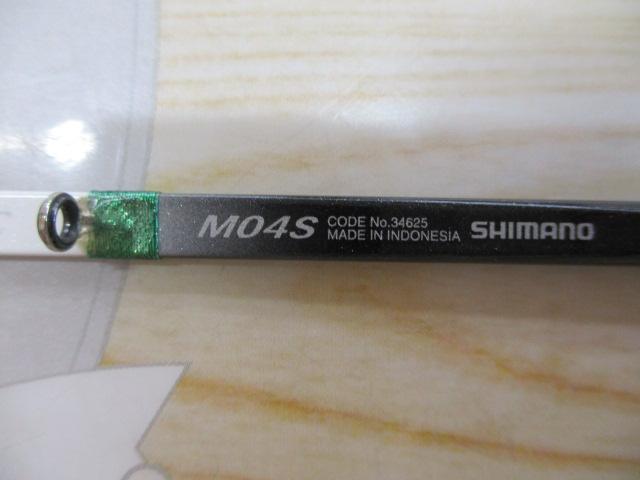 M04S
CODE No.34625
MADE IN INDONESIA
SHIMANO